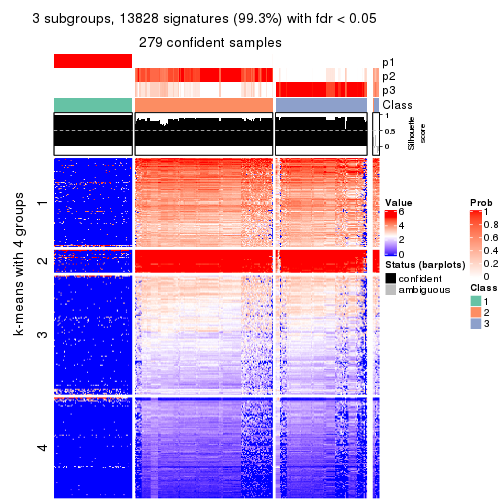 3 subgroups, 13828 signatures (99.3%) with fdr < 0.05
279 confident samples
p1
p2
p3
Class
1
0.5
0
Silhouette
score
k-means with 4 groups
1
2
3
4
Value
6
4
2
0
Status (barplots)
confident
ambiguous
Prob
1
0.8
0.6
0.4
0.2
0
Class
1
2
3